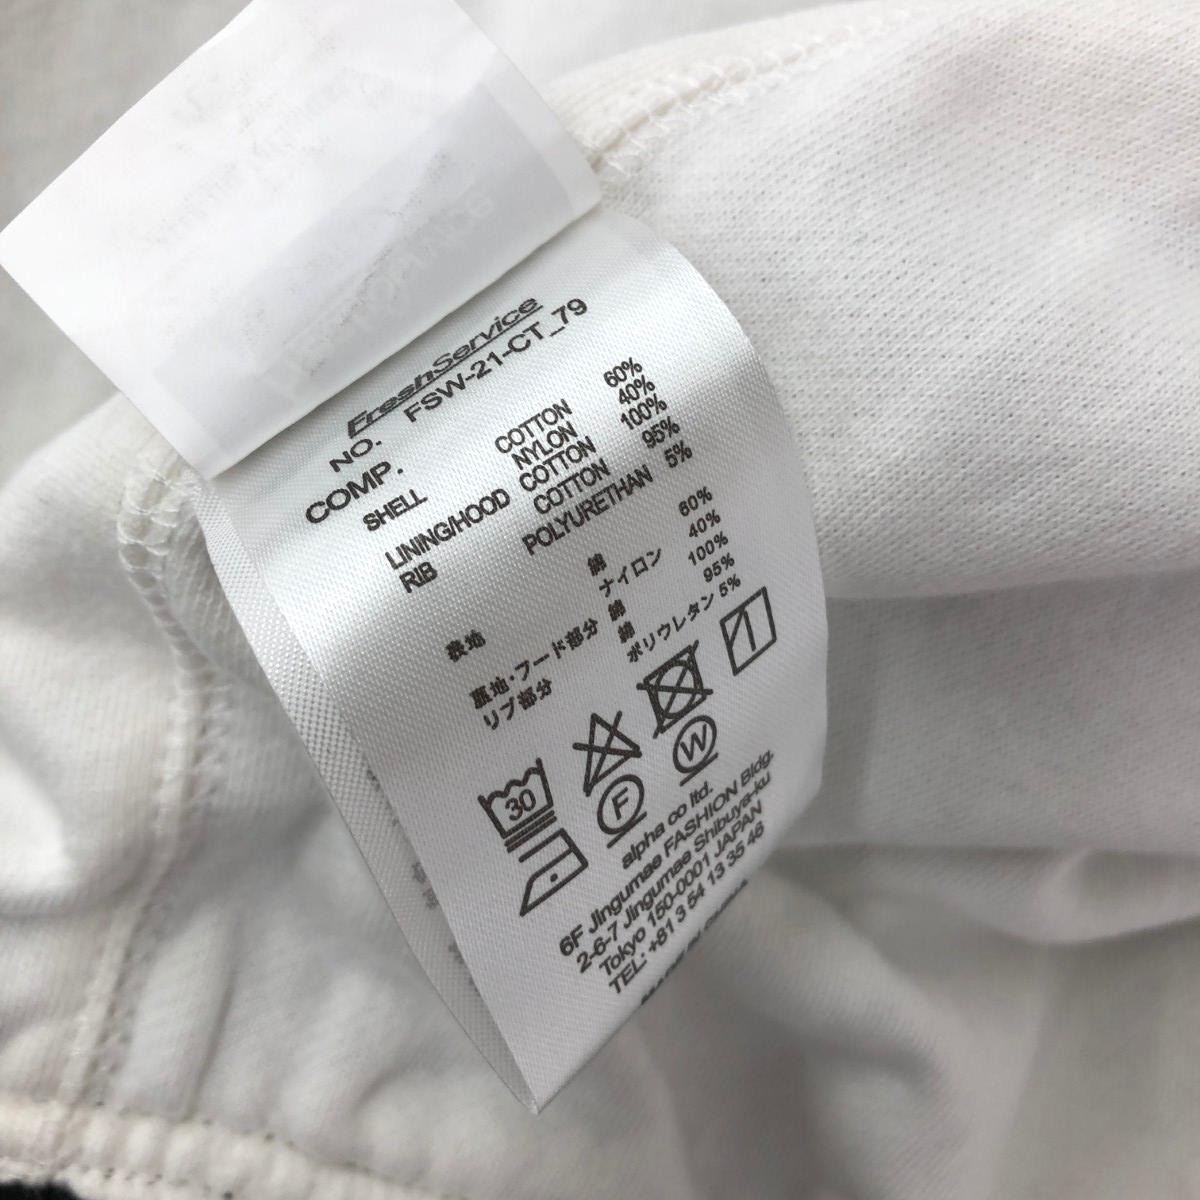 FreshService
NO. FSW-21-CT_79
COMP.
SHELL COTTON 60%
NYLON 40%
LINING/HOOD COTTON 100%
RIB COTTON 95%
POLYURETHAN 5%
表地 綿 60%
ナイロン 40%
裏地・フード部分 綿 100%
リブ部分 綿 95%
ポリウレタン 5%
30
F
W
alpha co ltd.
6F Jingumae FASHION Bldg.
2-6-7 Jingumae Shibuya-ku
Tokyo 150-0001 JAPAN
TEL: +81 3 54 13 35 46
MADE IN